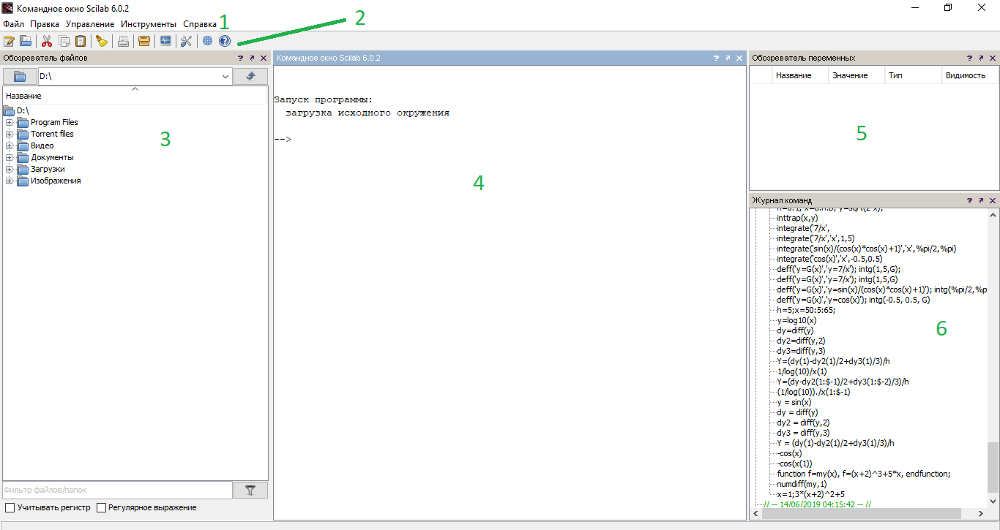 Командное окно Scilab 6.0.2
Файл Правка Управление Инструменты Справка 1
2
Обозреватель файлов
D:\
Название
D:\
Program Files
Torrent files
Видео
Документы
Загрузки
Изображения
3
Фильтр файлов/папок
Учитывать регистр Регулярное выражение
Командное окно Scilab 6.0.2
Запуск программы:
загрузка исходного окружения
-->
4
Обозреватель переменных
Название Значение Тип Видимость
5
Журнал команд
inttrap(x,y)
integrate('7/x',
integrate('7/x','x',1,5)
integrate('sin(x)/(cos(x)*cos(x)+1)','x',%pi/2,%pi)
integrate('cos(x)','x',-0.5,0.5)
deff('y=G(x)','y=7/x'); intg(1,5,G);
deff('y=G(x)','y=7/x'); intg(1,5,G)
deff('y=G(x)','y=sin(x)/(cos(x)*cos(x)+1)'); intg(%pi/2,%p
deff('y=G(x)','y=cos(x)'); intg(-0.5, 0.5, G)
h=5;x=50:5:65;
y=log10(x)
dy=diff(y)
dy2=diff(y,2)
dy3=diff(y,3)
Y=(dy(1)-dy2(1)/2+dy3(1)/3)/h
1/log(10)/x(1)
Y=(dy-dy2(1:$-1)/2+dy3(1:$-2)/3)/h
(1/log(10))./x(1:$-1)
y = sin(x)
dy = diff(y)
dy2 = diff(y,2)
dy3 = diff(y,3)
Y = (dy(1)-dy2(1)/2+dy3(1)/3)/h
-cos(x)
-cos(x(1))
function f=my(x), f=(x+2)^3+5*x, endfunction;
numdiff(my,1)
x=1;3*(x+2)^2+5
// -- 14/06/2019 04:15:42 -- //
6